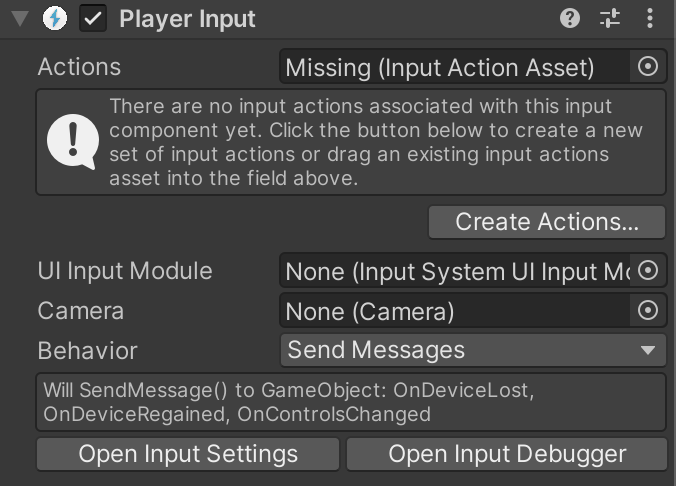 Player Input
Actions
Missing (Input Action Asset)
There are no input actions associated with this input
component yet. Click the button below to create a new
set of input actions or drag an existing input actions
asset into the field above.
Create Actions...
UI Input Module
None (Input System UI Input Mo
Camera
None (Camera)
Behavior
Send Messages
Will SendMessage() to GameObject: OnDeviceLost,
OnDeviceRegained, OnControlsChanged
Open Input Settings
Open Input Debugger